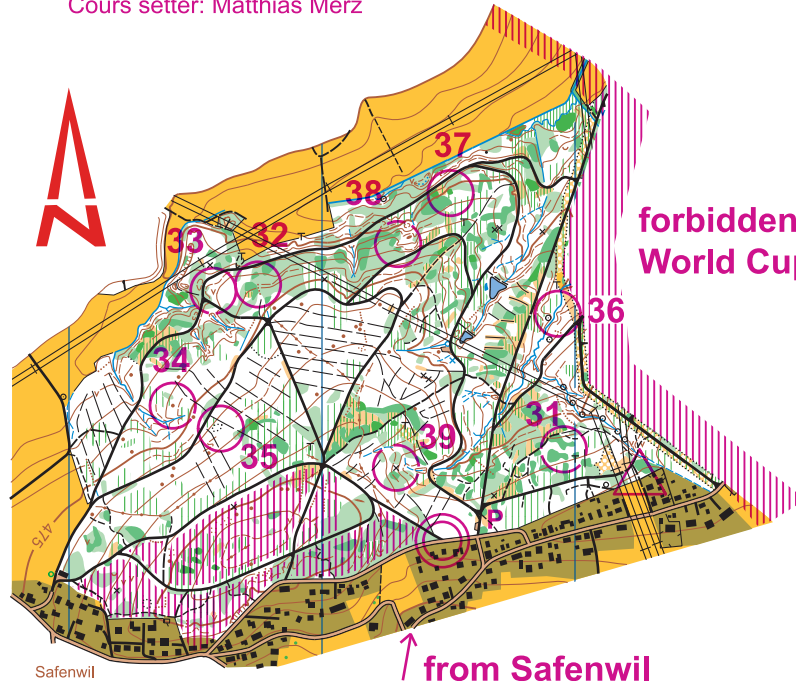 Cours setter: Matthias Merz
N
37
38
33
32
forbidden
World Cup
36
34
39
31
35
P
475
from Safenwil
Safenwil